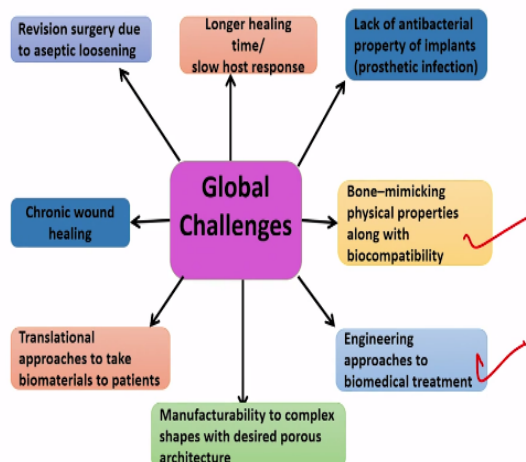 Revision surgery due
to aseptic loosening
Longer healing
time/
slow host response
Lack of antibacterial
property of implants
(prosthetic infection)
Global
Challenges
Chronic wound
healing
Bone–mimicking
physical properties
along with
biocompatibility
Translational
approaches to take
biomaterials to patients
Engineering
approaches to
biomedical treatment
Manufacturability to complex
shapes with desired porous
architecture